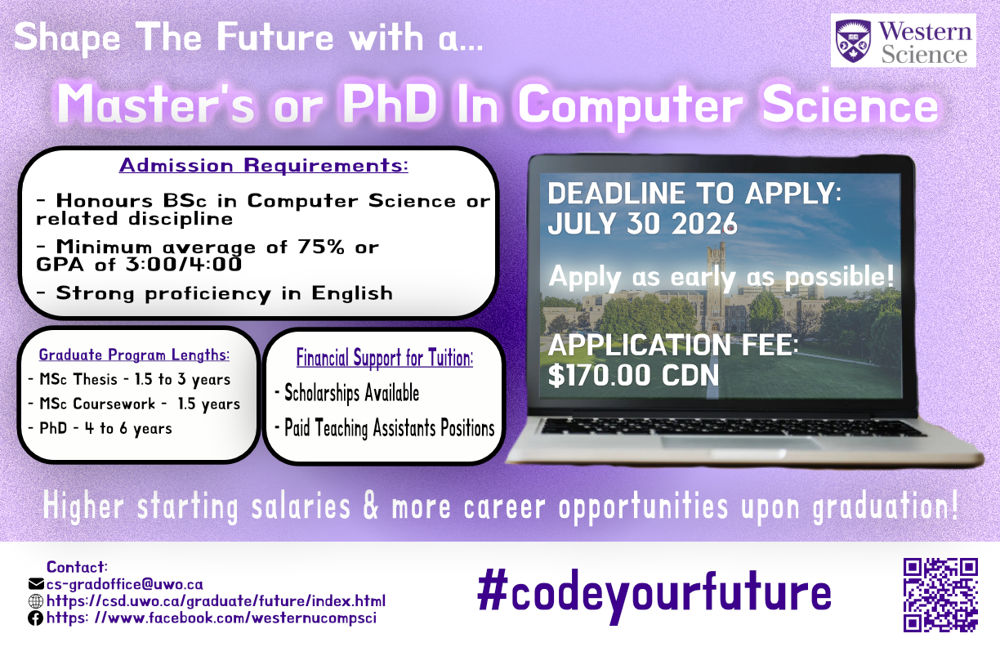 Shape The Future with a...
Western
Science
Master's or PhD In Computer Science
Admission Requirements:
- Honours BSc in Computer Science or
related discipline
- Minimum average of 75% or
GPA of 3:00/4:00
- Strong proficiency in English
DEADLINE TO APPLY:
JULY 30 2026
Apply as early as possible!
APPLICATION FEE:
$170.00 CDN
Graduate Program Lengths:
- MSc Thesis - 1.5 to 3 years
- MSc Coursework - 1.5 years
- PhD - 4 to 6 years
Financial Support for Tuition:
- Scholarships Available
- Paid Teaching Assistants Positions
Higher starting salaries & more career opportunities upon graduation!
Contact:
cs-gradoffice@uwo.ca
https://csd.uwo.ca/graduate/future/index.html
https: //www.facebook.com/westernucompsci
#codeyourfuture